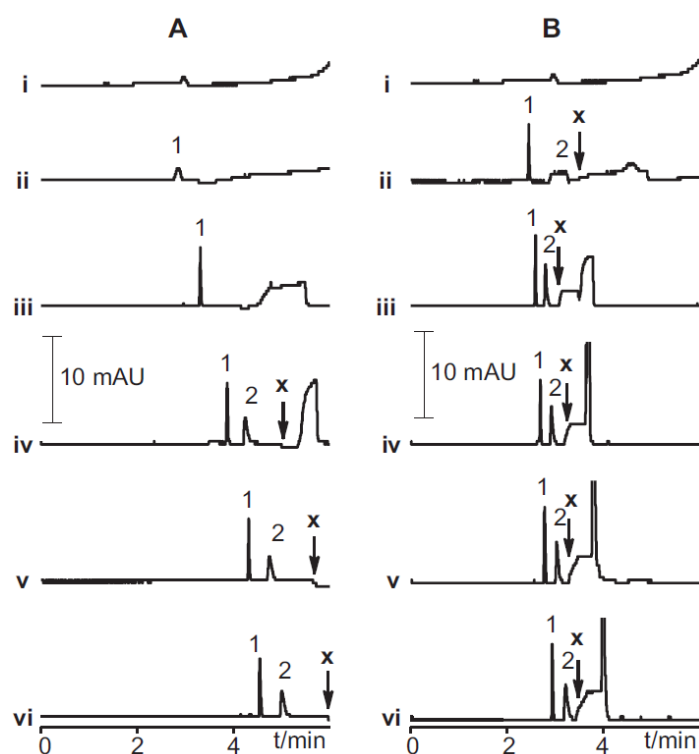 A B
i i
1 1 2 x
ii ii
1 1 2 x
iii iii
10 mAU 10 mAU
1 2 x 1 2 x
iv iv
1 2 x 1 2 x
v v
1 2 x 1 2 x
vi vi
0 2 4 t/min 0 2 4 t/min